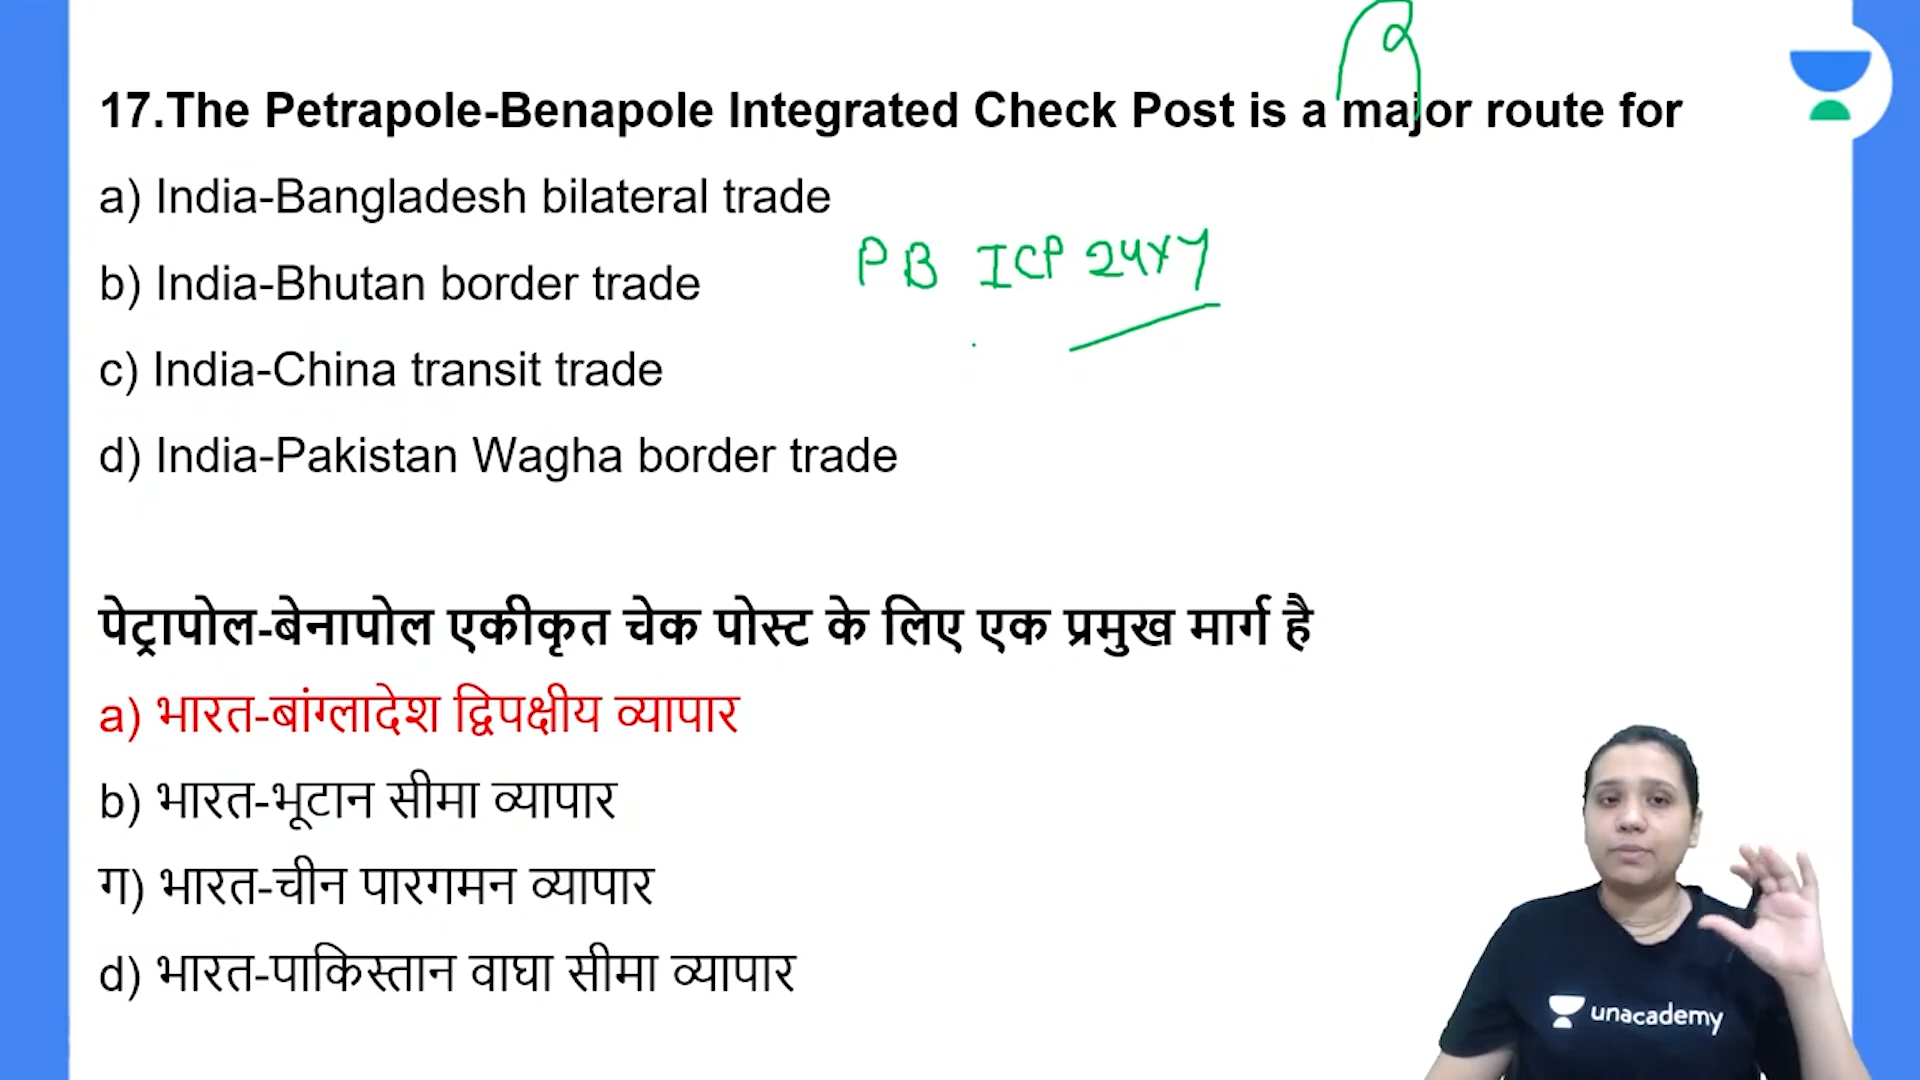 17.The Petrapole-Benapole Integrated Check Post is a major route for
a) India-Bangladesh bilateral trade
b) India-Bhutan border trade
PB ICP 24x7
c) India-China transit trade
d) India-Pakistan Wagha border trade
पेट्रापोल-बेनापोल एकीकृत चेक पोस्ट के लिए एक प्रमुख मार्ग है
a) भारत-बांग्लादेश द्विपक्षीय व्यापार
b) भारत-भूटान सीमा व्यापार
ग) भारत-चीन पारगमन व्यापार
d) भारत-पाकिस्तान वाघा सीमा व्यापार
unacademy